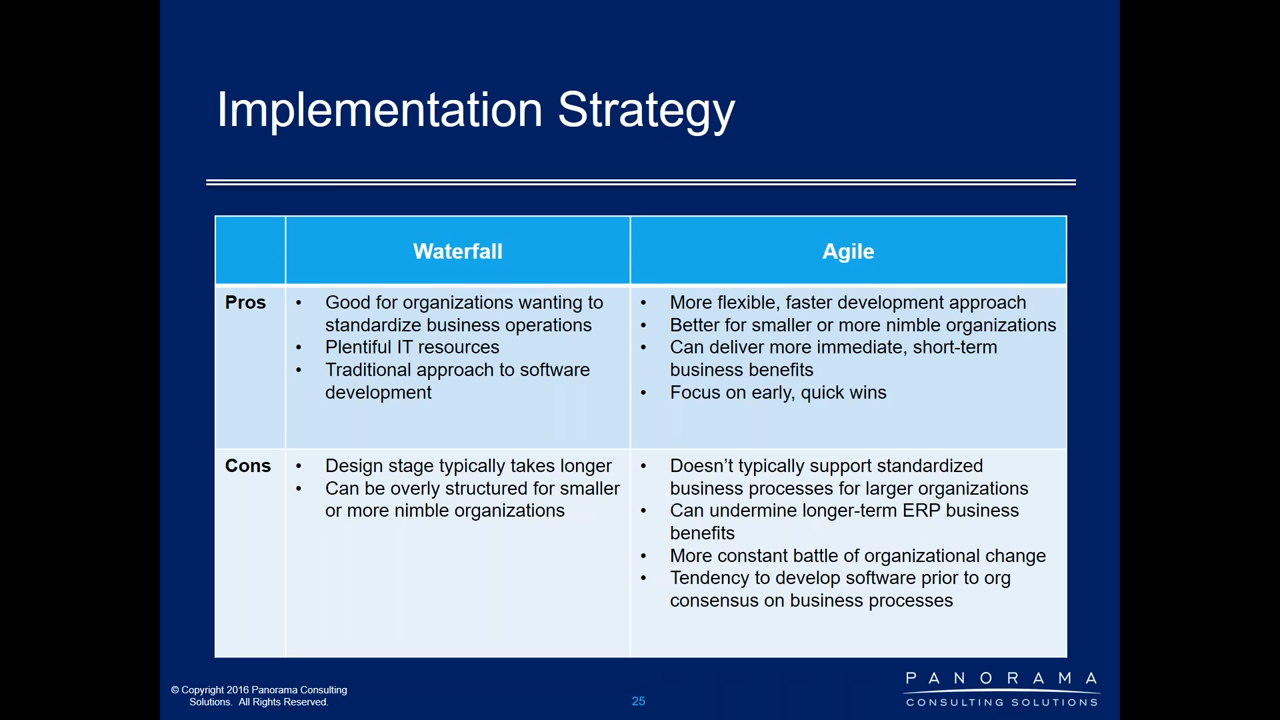 Implementation Strategy
Waterfall
Agile
Pros
• Good for organizations wanting to
standardize business operations
• Plentiful IT resources
• Traditional approach to software
development
• More flexible, faster development approach
• Better for smaller or more nimble organizations
• Can deliver more immediate, short-term
business benefits
• Focus on early, quick wins
Cons
• Design stage typically takes longer
• Can be overly structured for smaller
or more nimble organizations
• Doesn’t typically support standardized
business processes for larger organizations
• Can undermine longer-term ERP business
benefits
• More constant battle of organizational change
• Tendency to develop software prior to org
consensus on business processes
© Copyright 2016 Panorama Consulting
Solutions. All Rights Reserved.
25
PANORAMA
CONSULTING SOLUTIONS